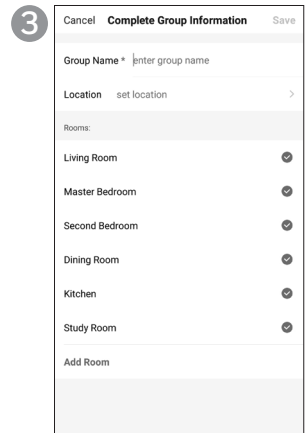 3
Cancel Complete Group Information Save
Group Name * enter group name
Location set location >
Rooms:
Living Room
Master Bedroom
Second Bedroom
Dining Room
Kitchen
Study Room
Add Room